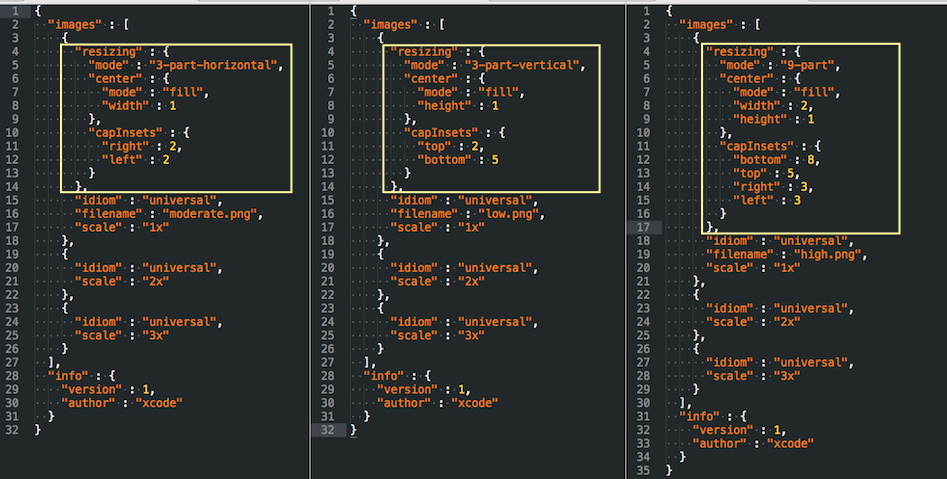 1 {
2 "images" : [
3 {
4 "resizing" : {
5 "mode" : "3-part-horizontal",
6 "center" : {
7 "mode" : "fill",
8 "width" : 1
9 },
10 "capInsets" : {
11 "right" : 2,
12 "left" : 2
13 }
14 },
15 "idiom" : "universal",
16 "filename" : "moderate.png",
17 "scale" : "1x"
18 },
19 {
20 "idiom" : "universal",
21 "scale" : "2x"
22 },
23 {
24 "idiom" : "universal",
25 "scale" : "3x"
26 }
27 ],
28 "info" : {
29 "version" : 1,
30 "author" : "xcode"
31 }
32 }
1 {
2 "images" : [
3 {
4 "resizing" : {
5 "mode" : "3-part-vertical",
6 "center" : {
7 "mode" : "fill",
8 "height" : 1
9 },
10 "capInsets" : {
11 "top" : 2,
12 "bottom" : 5
13 }
14 },
15 "idiom" : "universal",
16 "filename" : "low.png",
17 "scale" : "1x"
18 },
19 {
20 "idiom" : "universal",
21 "scale" : "2x"
22 },
23 {
24 "idiom" : "universal",
25 "scale" : "3x"
26 }
27 ],
28 "info" : {
29 "version" : 1,
30 "author" : "xcode"
31 }
32 }
1 {
2 "images" : [
3 {
4 "resizing" : {
5 "mode" : "9-part",
6 "center" : {
7 "mode" : "fill",
8 "width" : 2,
9 "height" : 1
10 },
11 "capInsets" : {
12 "bottom" : 8,
13 "top" : 5,
14 "right" : 3,
15 "left" : 3
16 }
17 },
18 "idiom" : "universal",
19 "filename" : "high.png",
20 "scale" : "1x"
21 },
22 {
23 "idiom" : "universal",
24 "scale" : "2x"
25 },
26 {
27 "idiom" : "universal",
28 "scale" : "3x"
29 }
30 ],
31 "info" : {
32 "version" : 1,
33 "author" : "xcode"
34 }
35 }